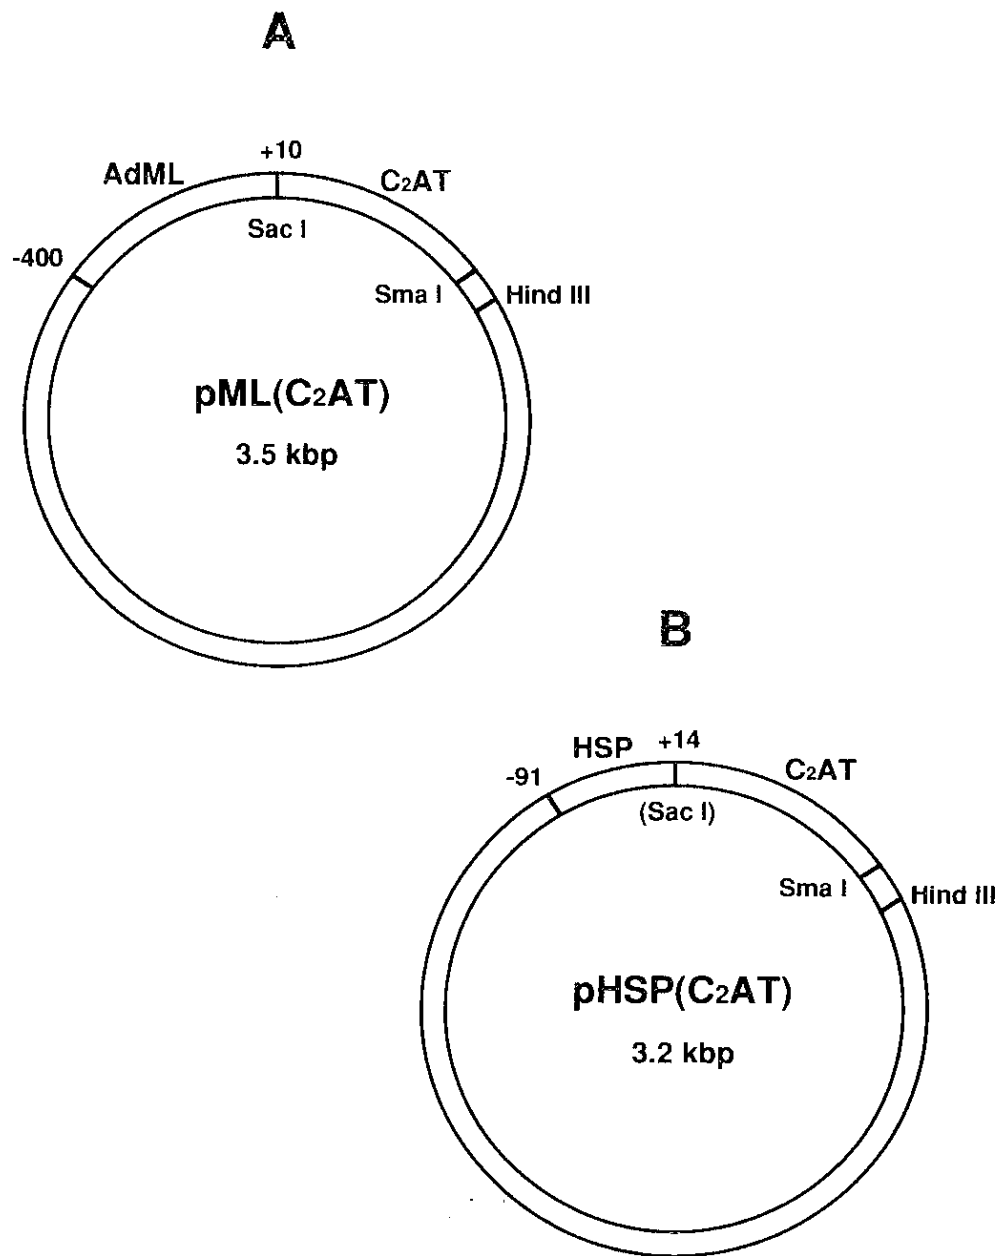 A
+10
AdML
C2AT
Sac I
-400
Sma I
Hind III
pML(C2AT)
3.5 kbp
B
HSP
+14
-91
C2AT
(Sac I)
Sma I
Hind III
pHSP(C2AT)
3.2 kbp